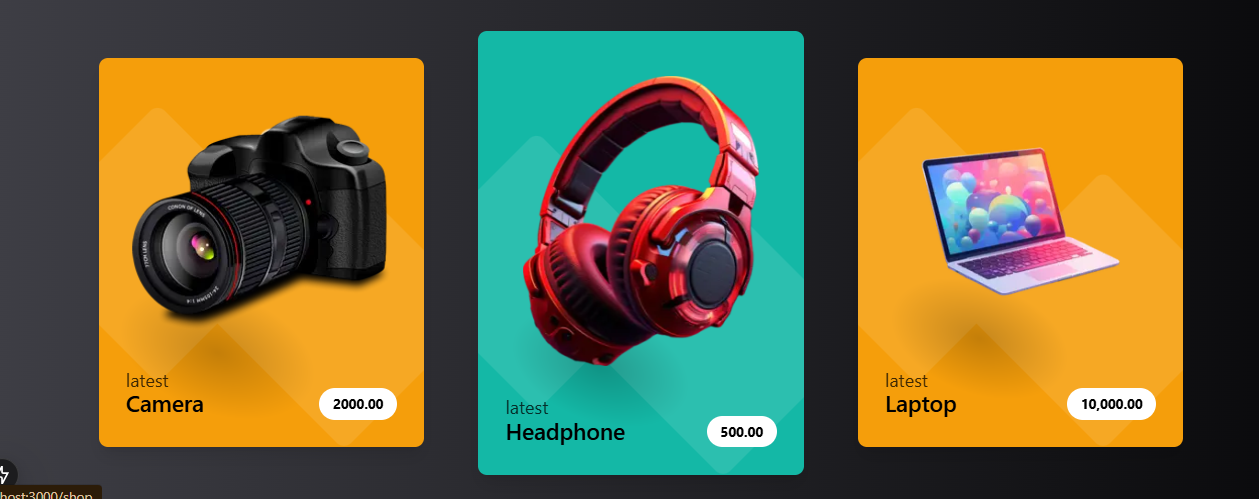 latest
Camera
2000.00
latest
Headphone
500.00
latest
Laptop
10,000.00
host:3000/shop